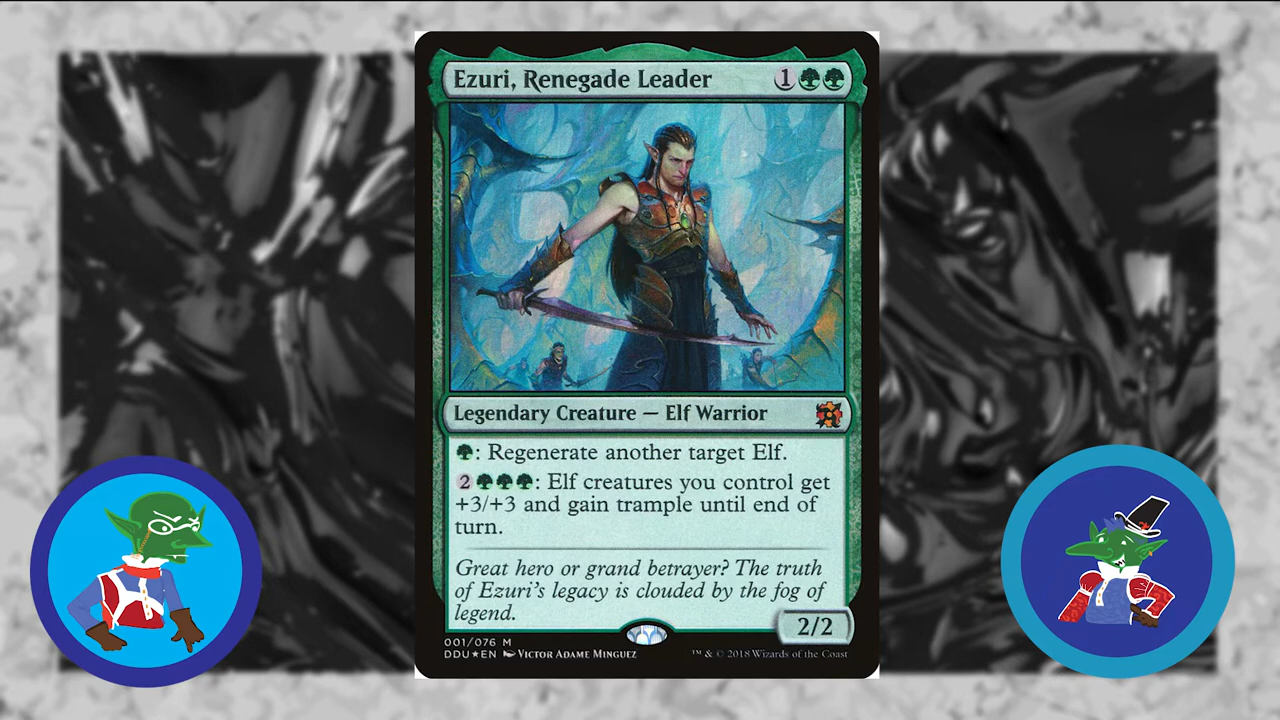 Ezuri, Renegade Leader 1
Legendary Creature — Elf Warrior
: Regenerate another target Elf.
2: Elf creatures you control get
+3/+3 and gain trample until end of
turn.
Great hero or grand betrayer? The truth
of Ezuri's legacy is clouded by the fog of
legend.
2/2
001/076 M
DDU★EN Victor Adame Minguez
™ & © 2018 Wizards of the Coast